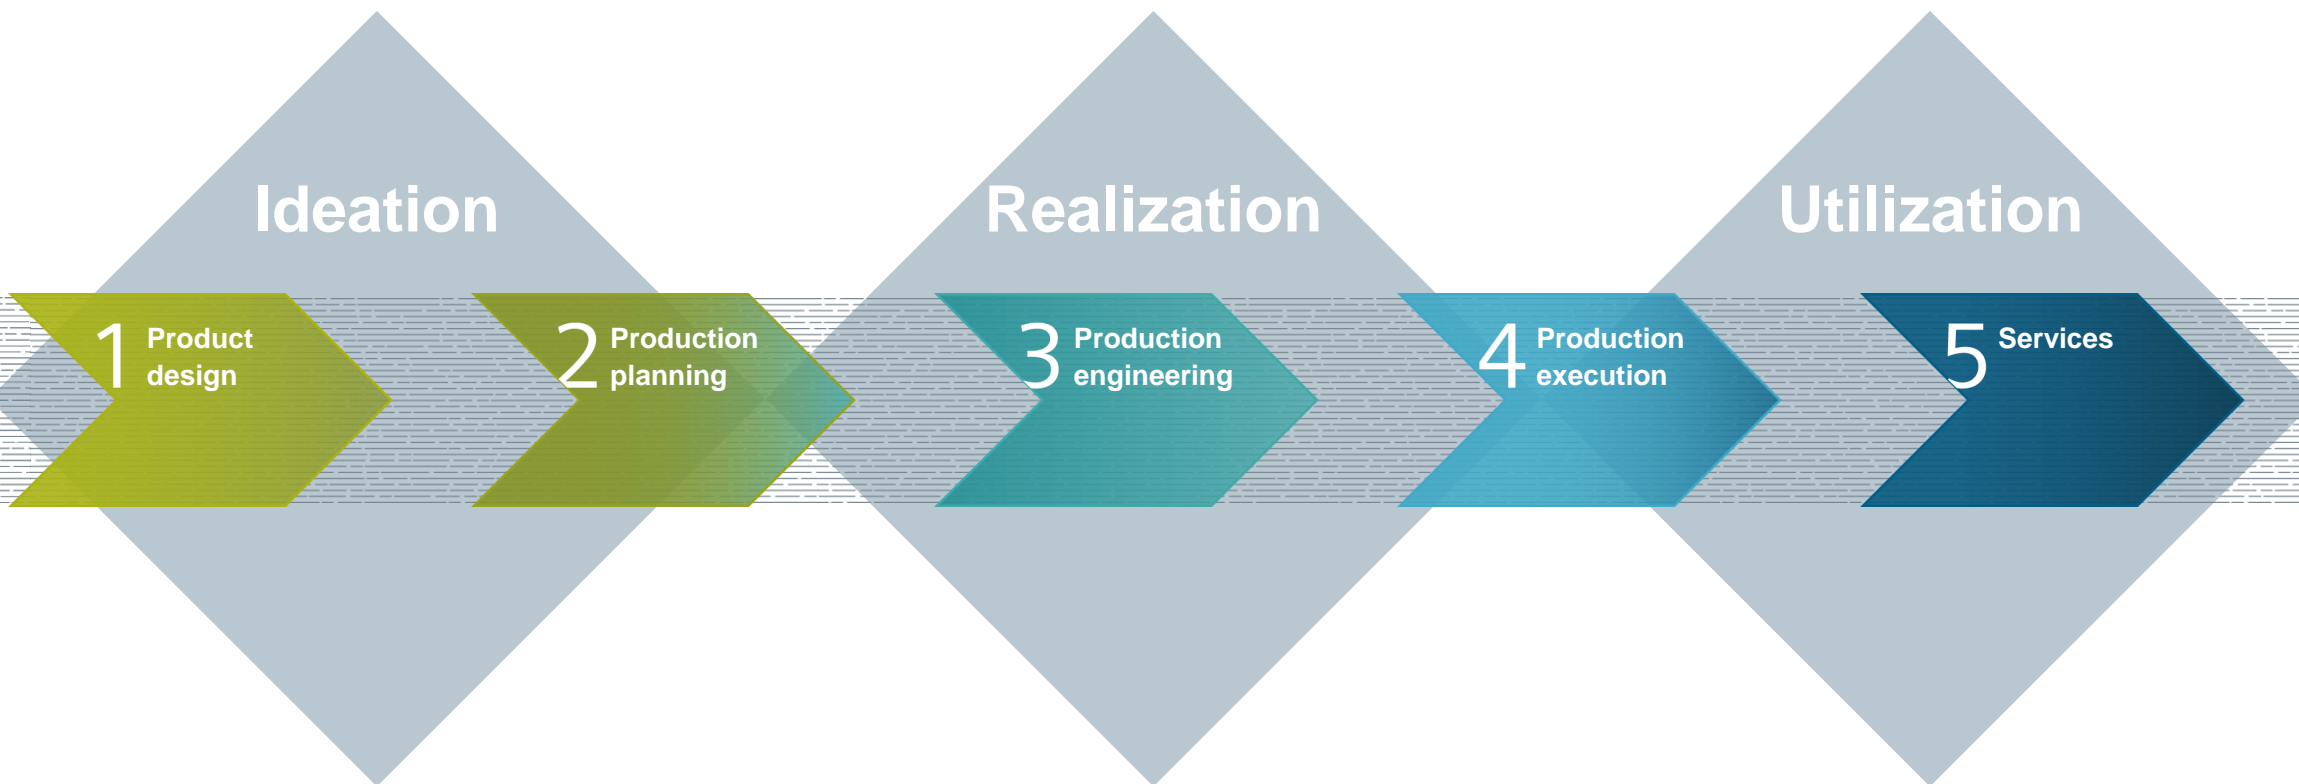 Ideation
Realization
Utilization
1 Product
design
2 Production
planning
3 Production
engineering
4 Production
execution
5 Services